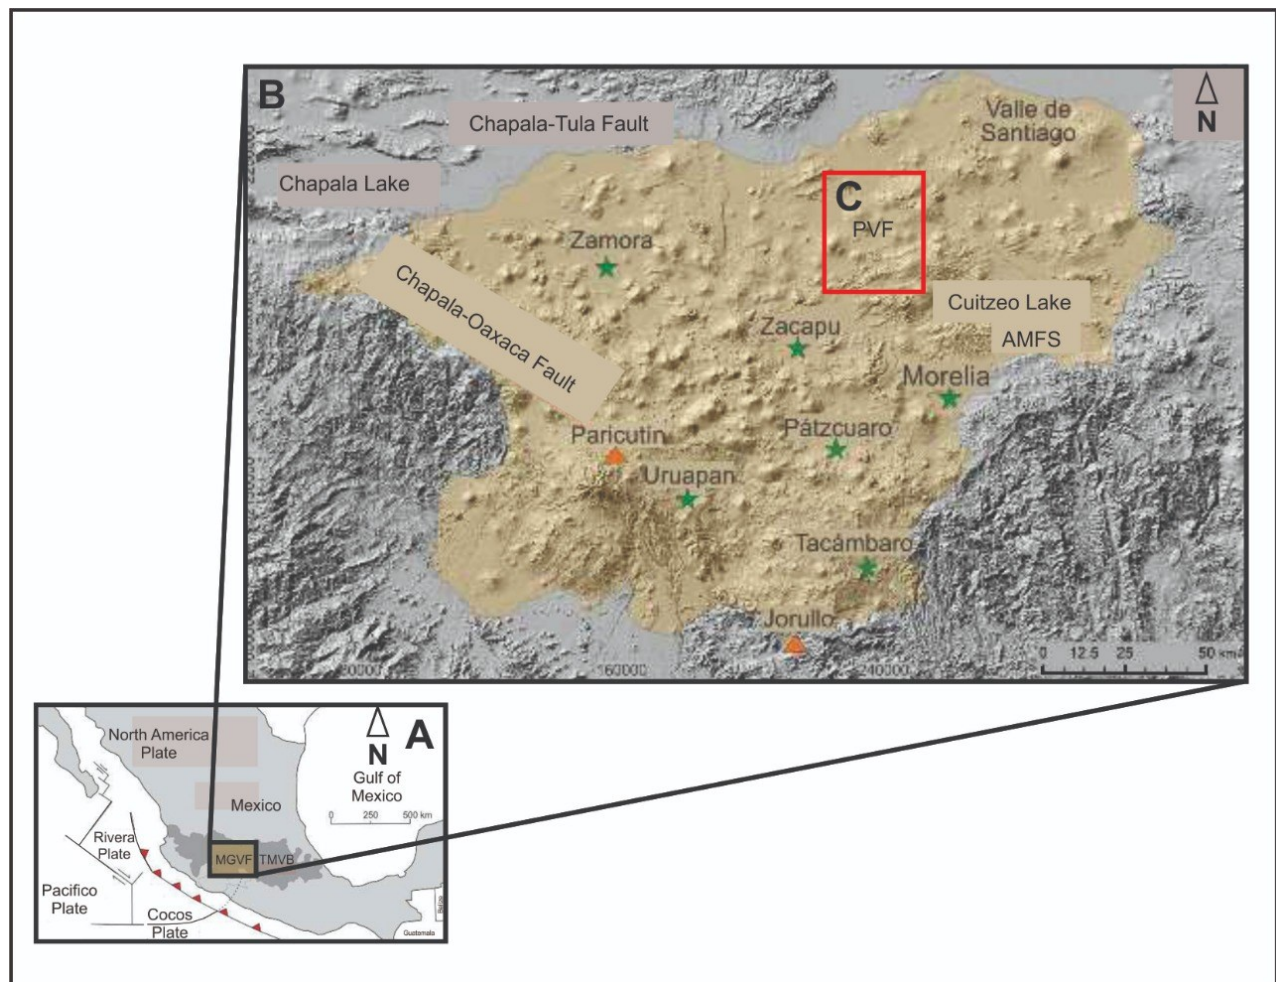 B
N
Valle de
Santiago
Chapala-Tula Fault
Chapala Lake
C
PVF
Zamora
Chapala-Oaxaca Fault
Cuitzeo Lake
Zacapu
AMFS
Morelia
Paricutin
Pátzcuaro
Uruapan
Tacámbaro
Jorullo
160000
240000
0 12.5 25 50 km
A
N
North America
Plate
Gulf of
Mexico
0 250 500 km
Mexico
Rivera
Plate
MGVF
TMVB
Pacifico
Plate
Cocos
Plate
Belize
Guatemala